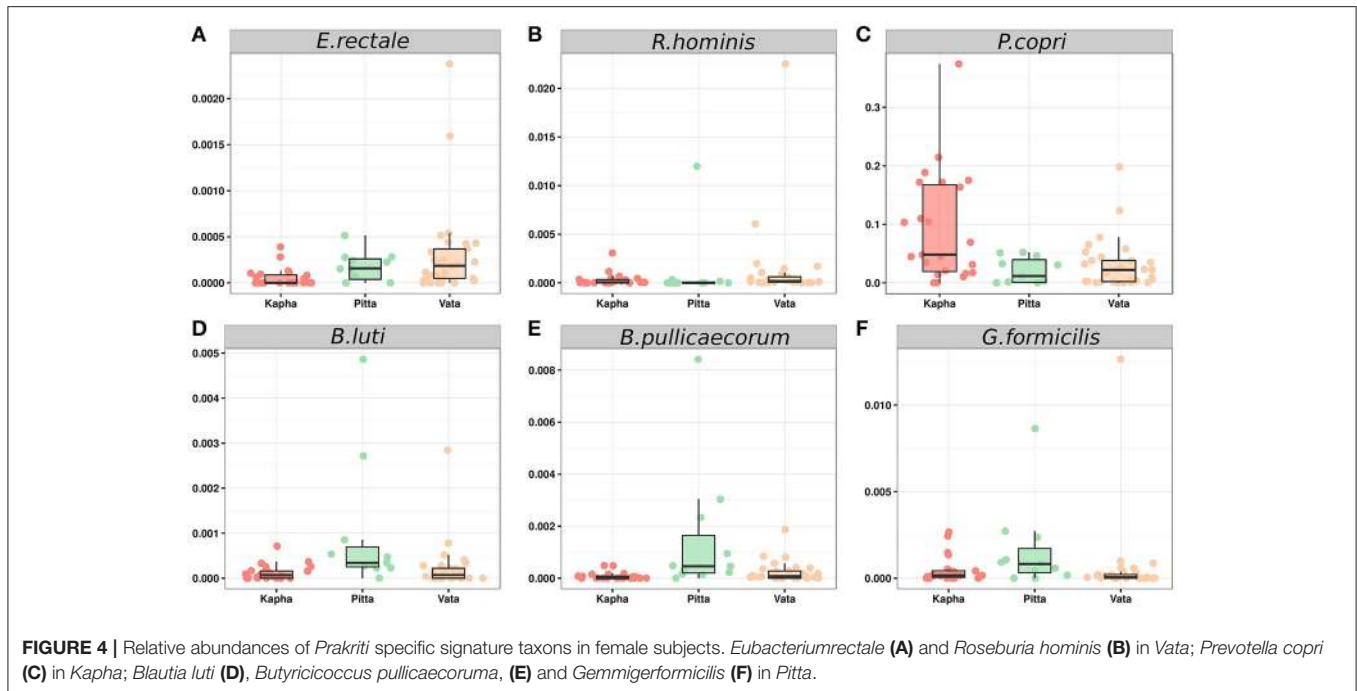 A
E.rectale
0.0020
0.0015
0.0010
0.0005
0.0000
Kapha Pitta Vata
B
R.hominis
0.020
0.015
0.010
0.005
0.000
Kapha Pitta Vata
C
P.copri
0.3
0.2
0.1
0.0
Kapha Pitta Vata
D
B.luti
0.005
0.004
0.003
0.002
0.001
0.000
Kapha Pitta Vata
E
B.pullicaecorum
0.008
0.006
0.004
0.002
0.000
Kapha Pitta Vata
F
G.formicilis
0.010
0.005
0.000
Kapha Pitta Vata
FIGURE 4 | Relative abundances of Prakriti specific signature taxons in female subjects. Eubacteriumrectale (A) and Roseburia hominis (B) in Vata; Prevotella copri
(C) in Kapha; Blautia luti (D), Butyricicoccus pullicaecoruma, (E) and Gemmigerformicilis (F) in Pitta.